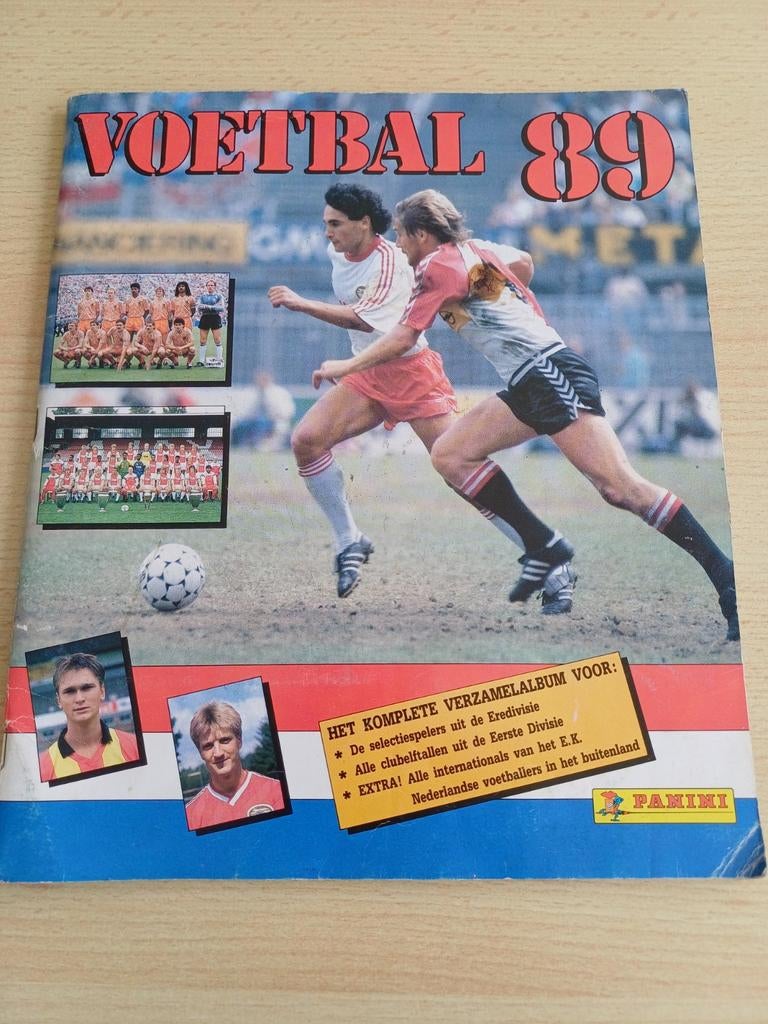 VOETBAL 89
META
HET KOMPLETE VERZAMELALBUM VOOR:
* De selectiespelers uit de Eredivisie
* Alle clubelftallen uit de Eerste Divisie
* EXTRA! Alle internationals van het E.K.
Nederlandse voetballers in het buitenland
PANINI